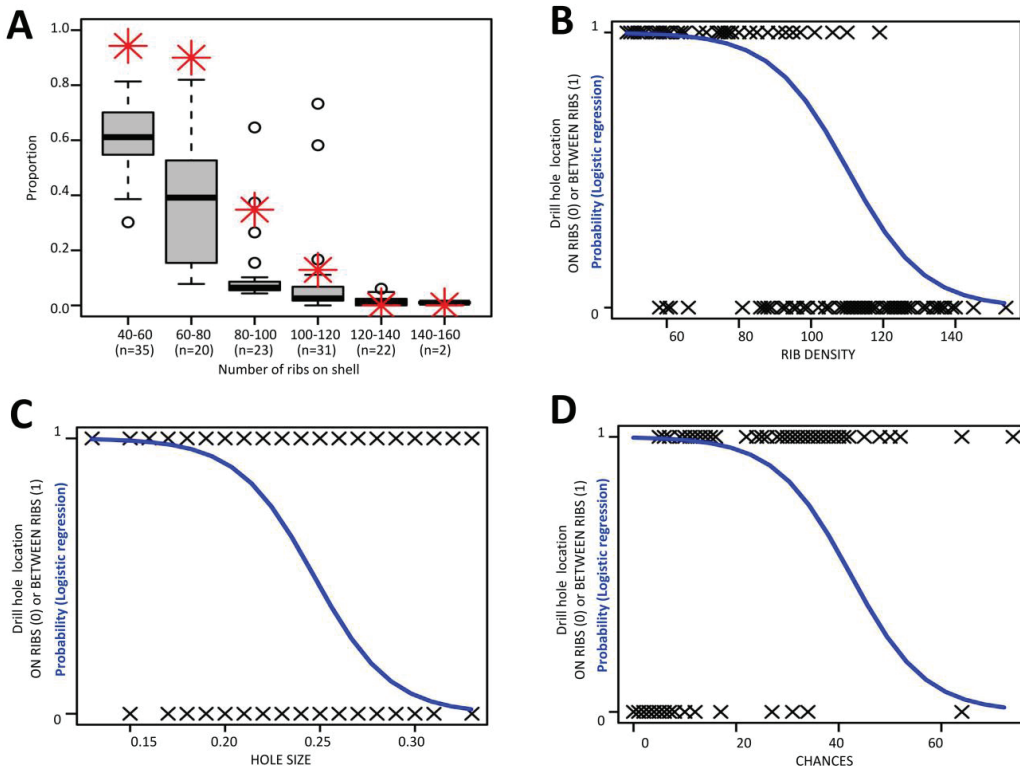 A
1.0
0.8
0.6
0.4
0.2
0.0
Proportion
40-60 60-80 80-100 100-120 120-140 140-160
(n=35) (n=20) (n=23) (n=31) (n=22) (n=2)
Number of ribs on shell
B
1
0
Drill hole location
ON RIBS (0) or BETWEEN RIBS (1)
Probability (Logistic regression)
60 80 100 120 140
RIB DENSITY
C
1
0
Drill hole location
ON RIBS (0) or BETWEEN RIBS (1)
Probability (Logistic regression)
0.15 0.20 0.25 0.30
HOLE SIZE
D
1
0
Drill hole location
ON RIBS (0) or BETWEEN RIBS (1)
Probability (Logistic regression)
0 20 40 60
CHANCES